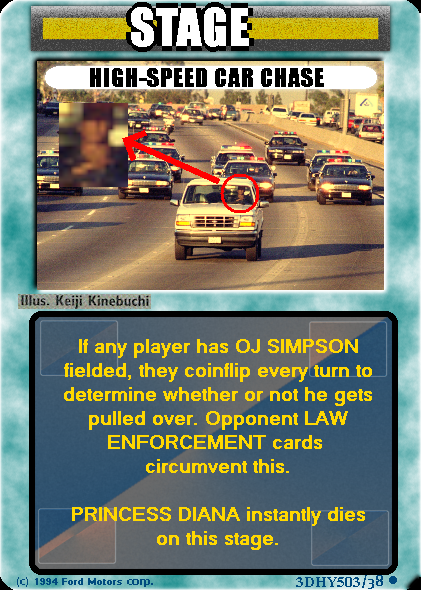 STAGE
HIGH-SPEED CAR CHASE
Illus. Keiji Kinebuchi
If any player has OJ SIMPSON
fielded, they coinflip every turn to
determine whether or not he gets
pulled over. Opponent LAW
ENFORCEMENT cards
circumvent this.
PRINCESS DIANA instantly dies
on this stage.
(c) 1994 Ford Motors corp.
3DHY503/38